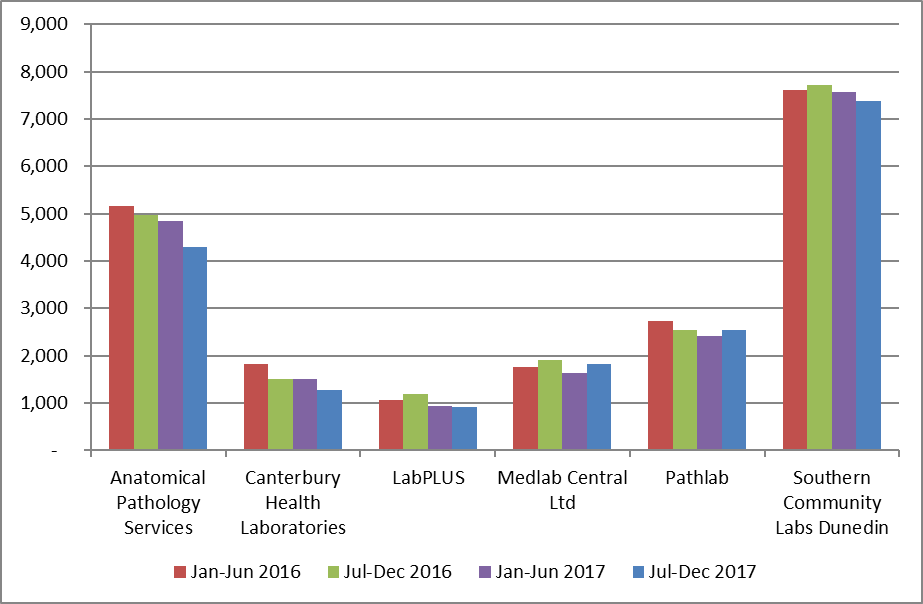 9,000
8,000
7,000
6,000
5,000
4,000
3,000
2,000
1,000
-
Anatomical
Pathology
Services
Canterbury
Health
Laboratories
LabPLUS
Medlab Central
Ltd
Pathlab
Southern
Community
Labs Dunedin
Jan-Jun 2016
Jul-Dec 2016
Jan-Jun 2017
Jul-Dec 2017